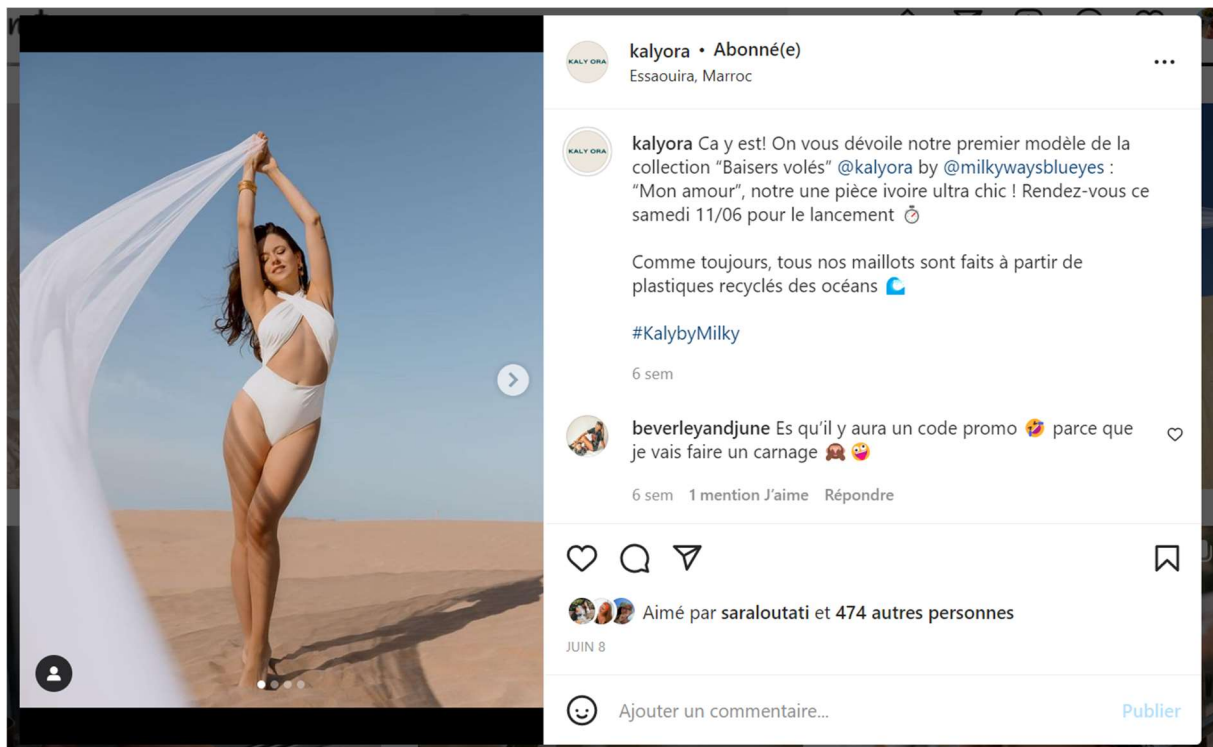 KALY ORA
kalyora • Abonné(e)
Essaouira, Marroc
KALY ORA
kalyora Ca y est! On vous dévoile notre premier modèle de la
collection “Baisers volés” @kalyora by @milkywaysblueyes :
“Mon amour”, notre une pièce ivoire ultra chic ! Rendez-vous ce
samedi 11/06 pour le lancement ⏱️
Comme toujours, tous nos maillots sont faits à partir de
plastiques recyclés des océans 🌊
#KalybyMilky
6 sem
beverleyandjune Es qu’il y aura un code promo 🤣 parce que
je vais faire un carnage 🙈 🤪
6 sem 1 mention J’aime Répondre
Aimé par saraloutati et 474 autres personnes
JUIN 8
Ajouter un commentaire...
Publier